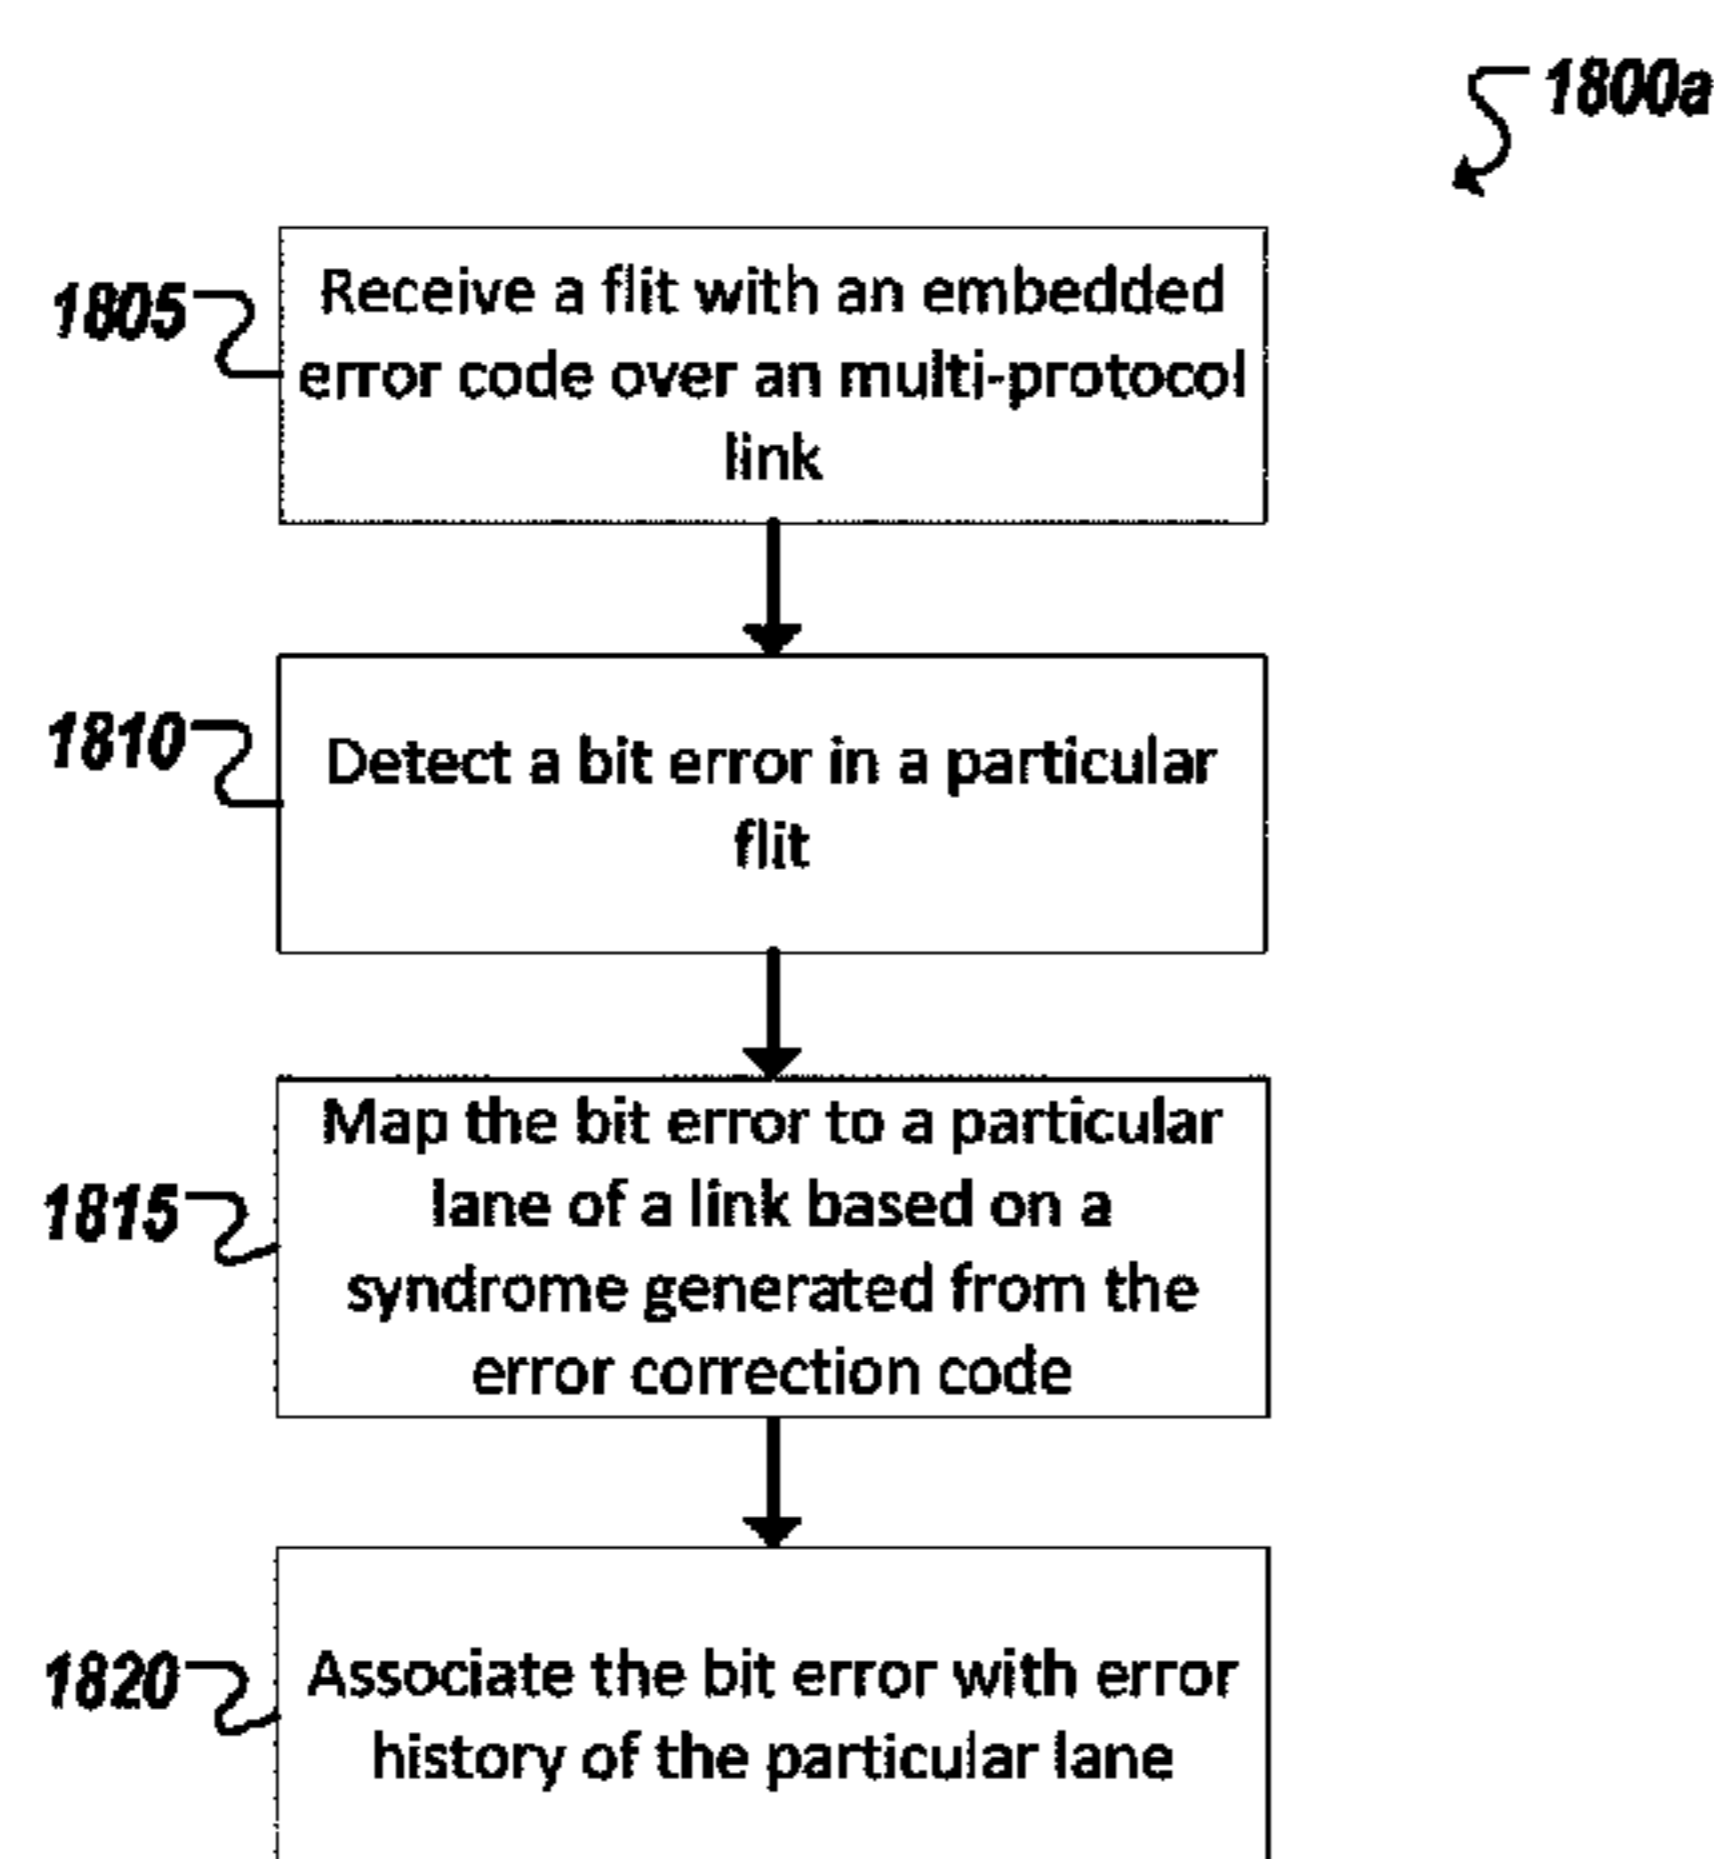 1800a
1805
Receive a flit with an embedded
error code over an multi-protocol
link
1810
Detect a bit error in a particular
flit
1815
Map the bit error to a particular
lane of a link based on a
syndrome generated from the
error correction code
1820
Associate the bit error with error
history of the particular lane